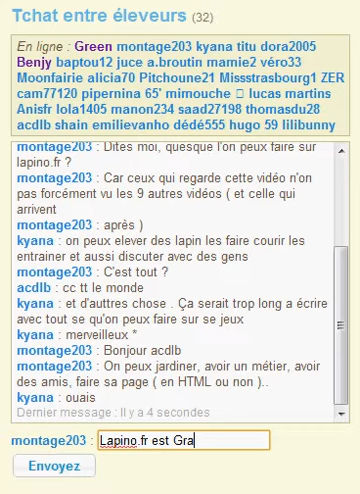 Tchat entre éleveurs (32)
En ligne : Green montage203 kyana titu dora2005
Benjy baptou12 juce a.broutin mamie2 véro33
Moonfairie alicia70 Pitchoune21 Missstrasbourg1 ZER
cam77120 pipernina 65' mimouche lucas martins
Anisfr lola1405 manon234 saad27198 thomasdu28
acdlb shain emilievanho dédé555 hugo 59 lilibunny
montage203 : Dites moi, quesque l'on peux faire sur
lapino.fr ?
montage203 : Car ceux qui regarde cette vidéo n'on
pas forcément vu les 9 autres vidéos ( et celle qui
arrivent
montage203 : après )
kyana : on peux elever des lapin les faire courir les
entrainer et aussi discuter avec des gens
montage203 : C'est tout ?
acdlb : cc tt le monde
kyana : et d'auttres chose . Ça serait trop long a écrire
avec tout se qu'on peux faire sur se jeux
kyana : merveilleux *
montage203 : Bonjour acdlb
montage203 : On peux jardiner, avoir un métier, avoir
des amis, faire sa page ( en HTML ou non )..
kyana : ouais
Dernier message : Il y a 4 secondes
montage203 : Lapino.fr est Gra
Envoyez